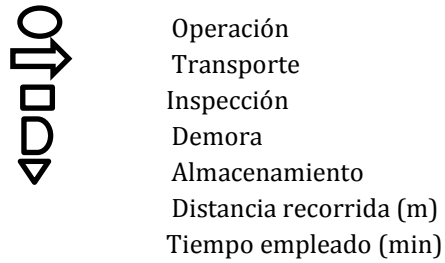 Operación
Transporte
Inspección
Demora
Almacenamiento
Distancia recorrida (m)
Tiempo empleado (min)